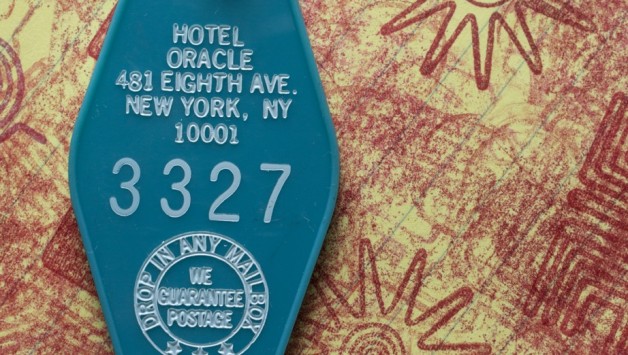 HOTEL
ORACLE
481 EIGHTH AVE.
NEW YORK, NY
10001
3327
DROP IN ANY MAIL BOX
WE
GUARANTEE
POSTAGE